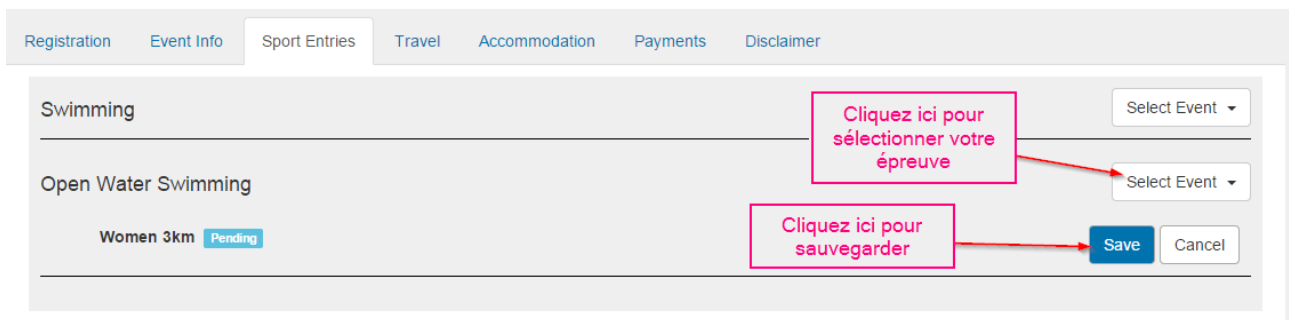 Registration Event Info Sport Entries Travel Accommodation Payments Disclaimer
Swimming
Select Event
Cliquez ici pour
sélectionner votre
épreuve
Open Water Swimming
Select Event
Women 3km Pending
Cliquez ici pour
sauvegarder
Save Cancel